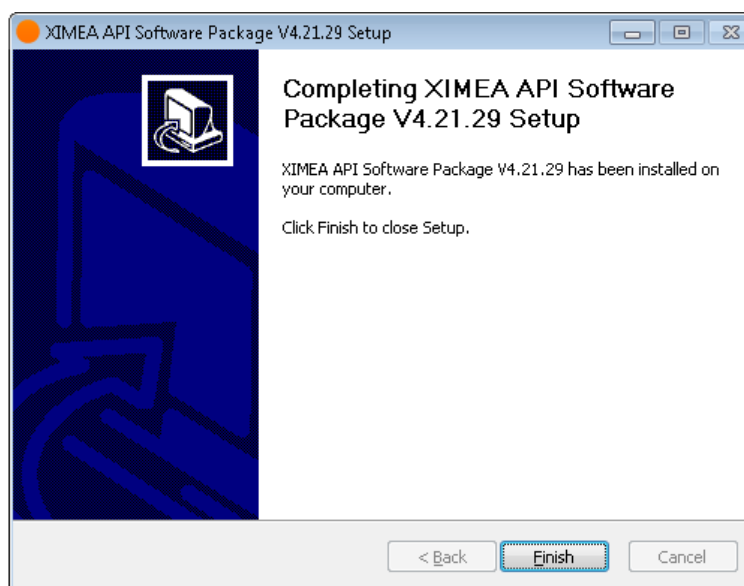 XIMEA API Software Package V4.21.29 Setup
Completing XIMEA API Software
Package V4.21.29 Setup
XIMEA API Software Package V4.21.29 has been installed on
your computer.
Click Finish to close Setup.
< Back
Finish
Cancel